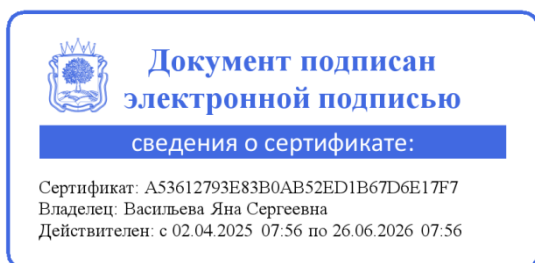 Документ подписан
электронной подписью
сведения о сертификате:
Сертификат: A53612793E83B0AB52ED1B67D6E17F7
Владелец: Васильева Яна Сергеевна
Действителен: с 02.04.2025 07:56 по 26.06.2026 07:56